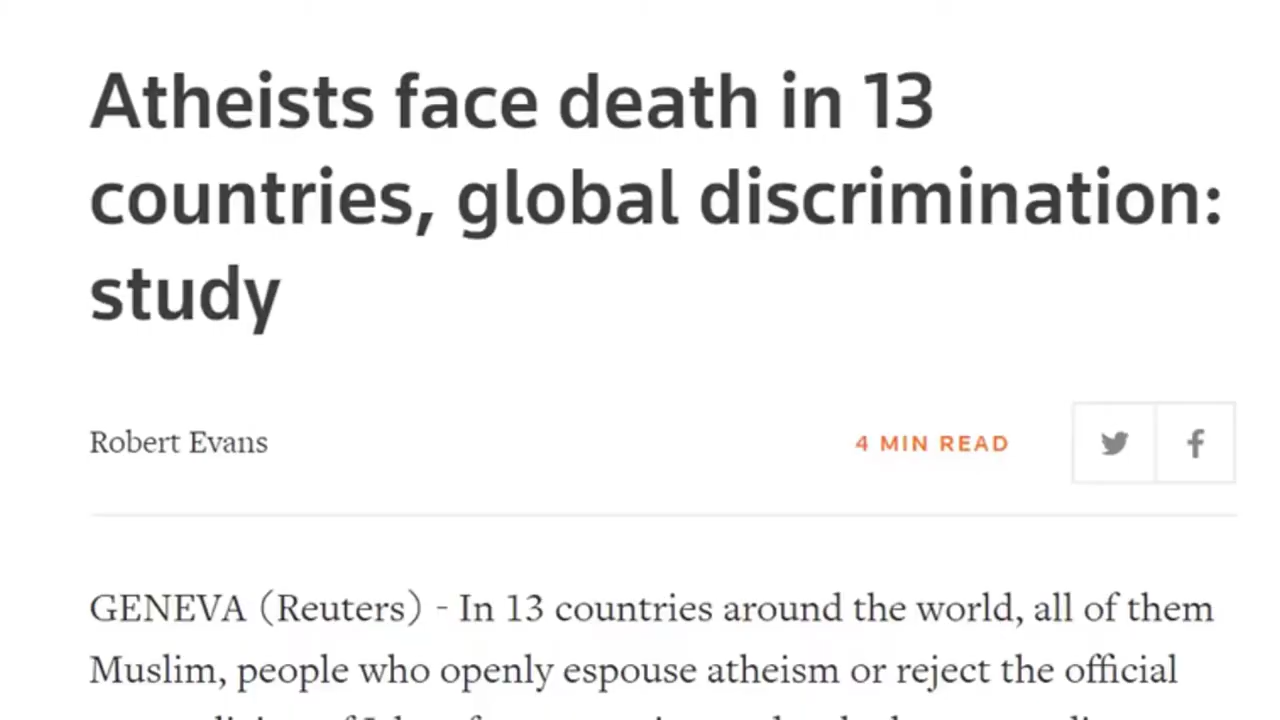 Atheists face death in 13
countries, global discrimination:
study
Robert Evans
4 MIN READ
GENEVA (Reuters) - In 13 countries around the world, all of them
Muslim, people who openly espouse atheism or reject the official